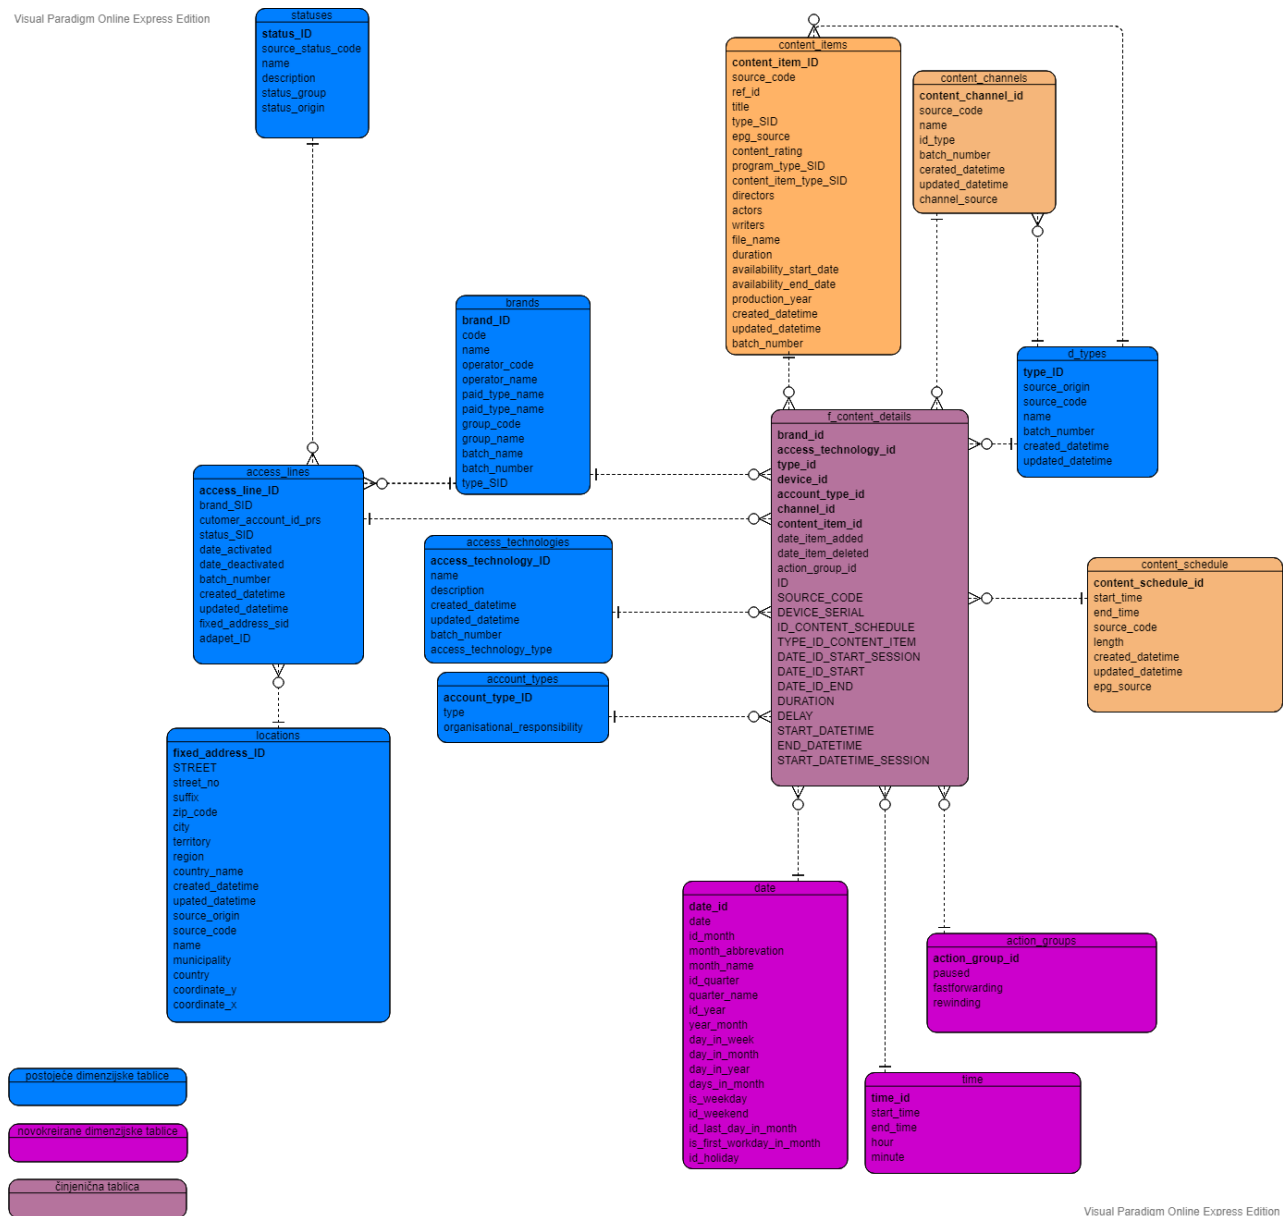 Visual Paradigm Online Express Edition
statuses
status_ID
source_status_code
name
description
status_group
status_origin
content_items
content_item_ID
source_code
ref_id
title
type_SID
epg_source
content_rating
program_type_SID
content_item_type_SID
directors
actors
writers
file_name
duration
availability_start_date
availability_end_date
production_year
created_datetime
updated_datetime
batch_number
content_channels
content_channel_id
source_code
name
id_type
batch_number
cerated_datetime
updated_datetime
channel_source
brands
brand_ID
code
name
operator_code
operator_name
paid_type_name
paid_type_name
group_code
group_name
batch_name
batch_number
type_SID
d_types
type_ID
source_origin
source_code
name
batch_number
created_datetime
updated_datetime
f_content_details
brand_id
access_technology_id
type_id
device_id
account_type_id
channel_id
content_item_id
date_item_added
date_item_deleted
action_group_id
ID
SOURCE_CODE
DEVICE_SERIAL
ID_CONTENT_SCHEDULE
TYPE_ID_CONTENT_ITEM
DATE_ID_START_SESSION
DATE_ID_START
DATE_ID_END
DURATION
DELAY
START_DATETIME
END_DATETIME
START_DATETIME_SESSION
access_lines
access_line_ID
brand_SID
cutomer_account_id_prs
status_SID
date_activated
date_deactivated
batch_number
created_datetime
updated_datetime
fixed_address_sid
adapet_ID
access_technologies
access_technology_ID
name
description
created_datetime
updated_datetime
batch_number
access_technology_type
content_schedule
content_schedule_id
start_time
end_time
source_code
length
created_datetime
updated_datetime
epg_source
account_types
account_type_ID
type
organisational_responsibility
locations
fixed_address_ID
STREET
street_no
suffix
zip_code
city
territory
region
country_name
created_datetime
upated_datetime
source_origin
source_code
name
municipality
country
coordinate_y
coordinate_x
date
date_id
date
id_month
month_abbrevation
month_name
id_quarter
quarter_name
id_year
year_month
day_in_week
day_in_month
day_in_year
days_in_month
is_weekday
id_weekend
id_last_day_in_month
is_first_workday_in_month
id_holiday
action_groups
action_group_id
paused
fastforwarding
rewinding
time
time_id
start_time
end_time
hour
minute
postojeće dimenzijske tablice
novokreirane dimenzijske tablice
činjenična tablica
Visual Paradigm Online Express Edition